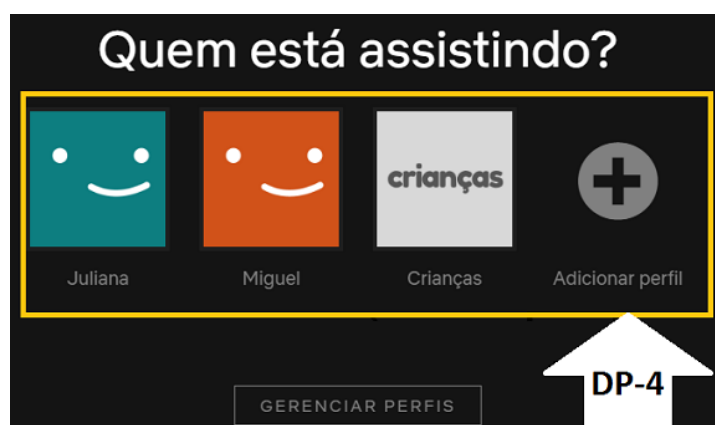 Quem está assistindo?
crianças
Juliana Miguel Crianças Adicionar perfil
DP-4
GERENCIAR PERFIS